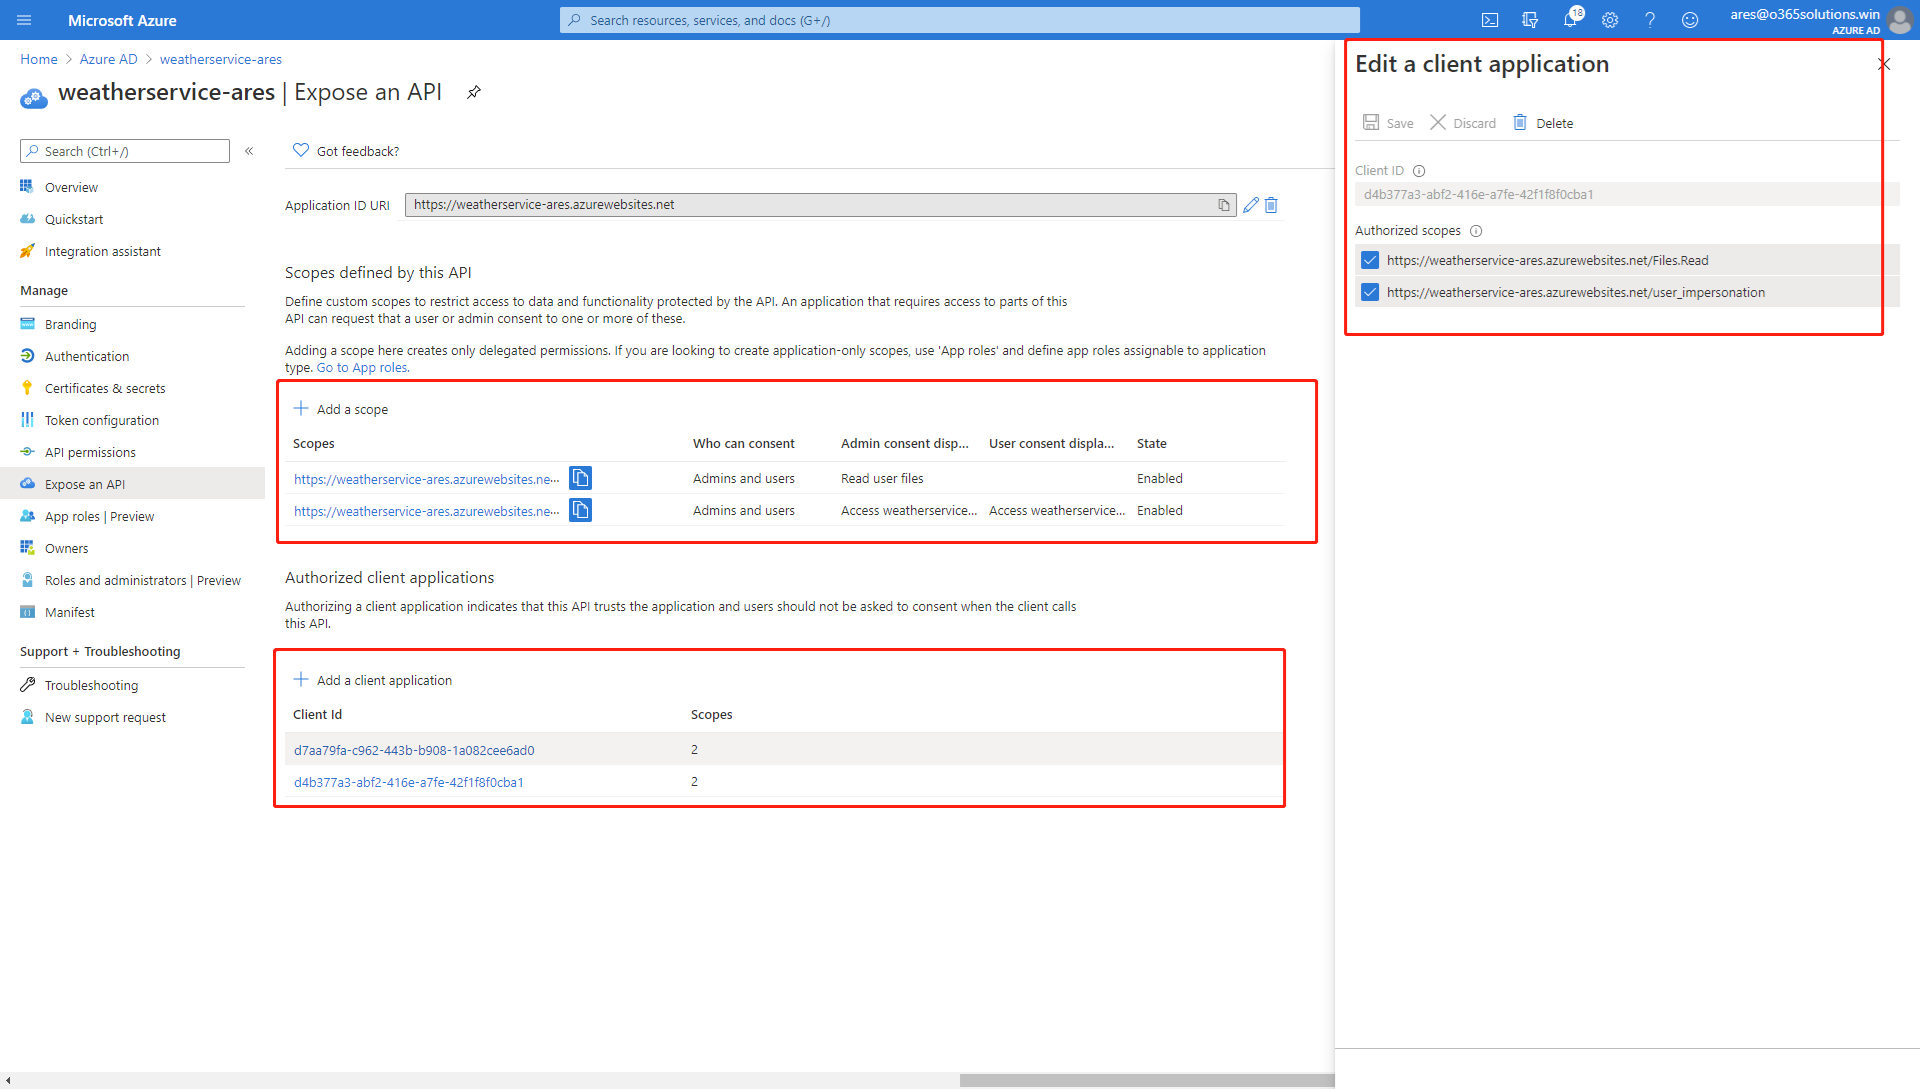 Microsoft Azure
Search resources, services, and docs (G+/)
18
ares@o365solutions.win
AZURE AD
Home > Azure AD > weatherservice-ares
weatherservice-ares | Expose an API
Search (Ctrl+/)
«
Overview
Quickstart
Integration assistant
Manage
Branding
Authentication
Certificates & secrets
Token configuration
API permissions
Expose an API
App roles | Preview
Owners
Roles and administrators | Preview
Manifest
Support + Troubleshooting
Troubleshooting
New support request
Got feedback?
Application ID URI https://weatherservice-ares.azurewebsites.net
Scopes defined by this API
Define custom scopes to restrict access to data and functionality protected by the API. An application that requires access to parts of this
API can request that a user or admin consent to one or more of these.
Adding a scope here creates only delegated permissions. If you are looking to create application-only scopes, use 'App roles' and define app roles assignable to application
type. Go to App roles.
Add a scope
Scopes Who can consent Admin consent disp... User consent displa... State
https://weatherservice-ares.azurewebsites.ne... Admins and users Read user files Enabled
https://weatherservice-ares.azurewebsites.ne... Admins and users Access weatherservice... Access weatherservice... Enabled
Authorized client applications
Authorizing a client application indicates that this API trusts the application and users should not be asked to consent when the client calls
this API.
Add a client application
Client Id Scopes
d7aa79fa-c962-443b-b908-1a082cee6ad0 2
d4b377a3-abf2-416e-a7fe-42f1f8f0cba1 2
Edit a client application
Save Discard Delete
Client ID
d4b377a3-abf2-416e-a7fe-42f1f8f0cba1
Authorized scopes
https://weatherservice-ares.azurewebsites.net/Files.Read
https://weatherservice-ares.azurewebsites.net/user_impersonation